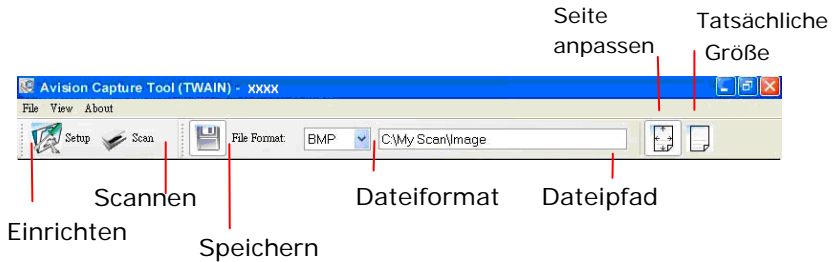 Seite
anpassen
Tatsächliche
Größe
Avision Capture Tool (TWAIN) - xxxx
File View About
Setup Scan File Format: BMP C:\My Scan\Image
Scannen
Dateiformat
Dateipfad
Einrichten
Speichern